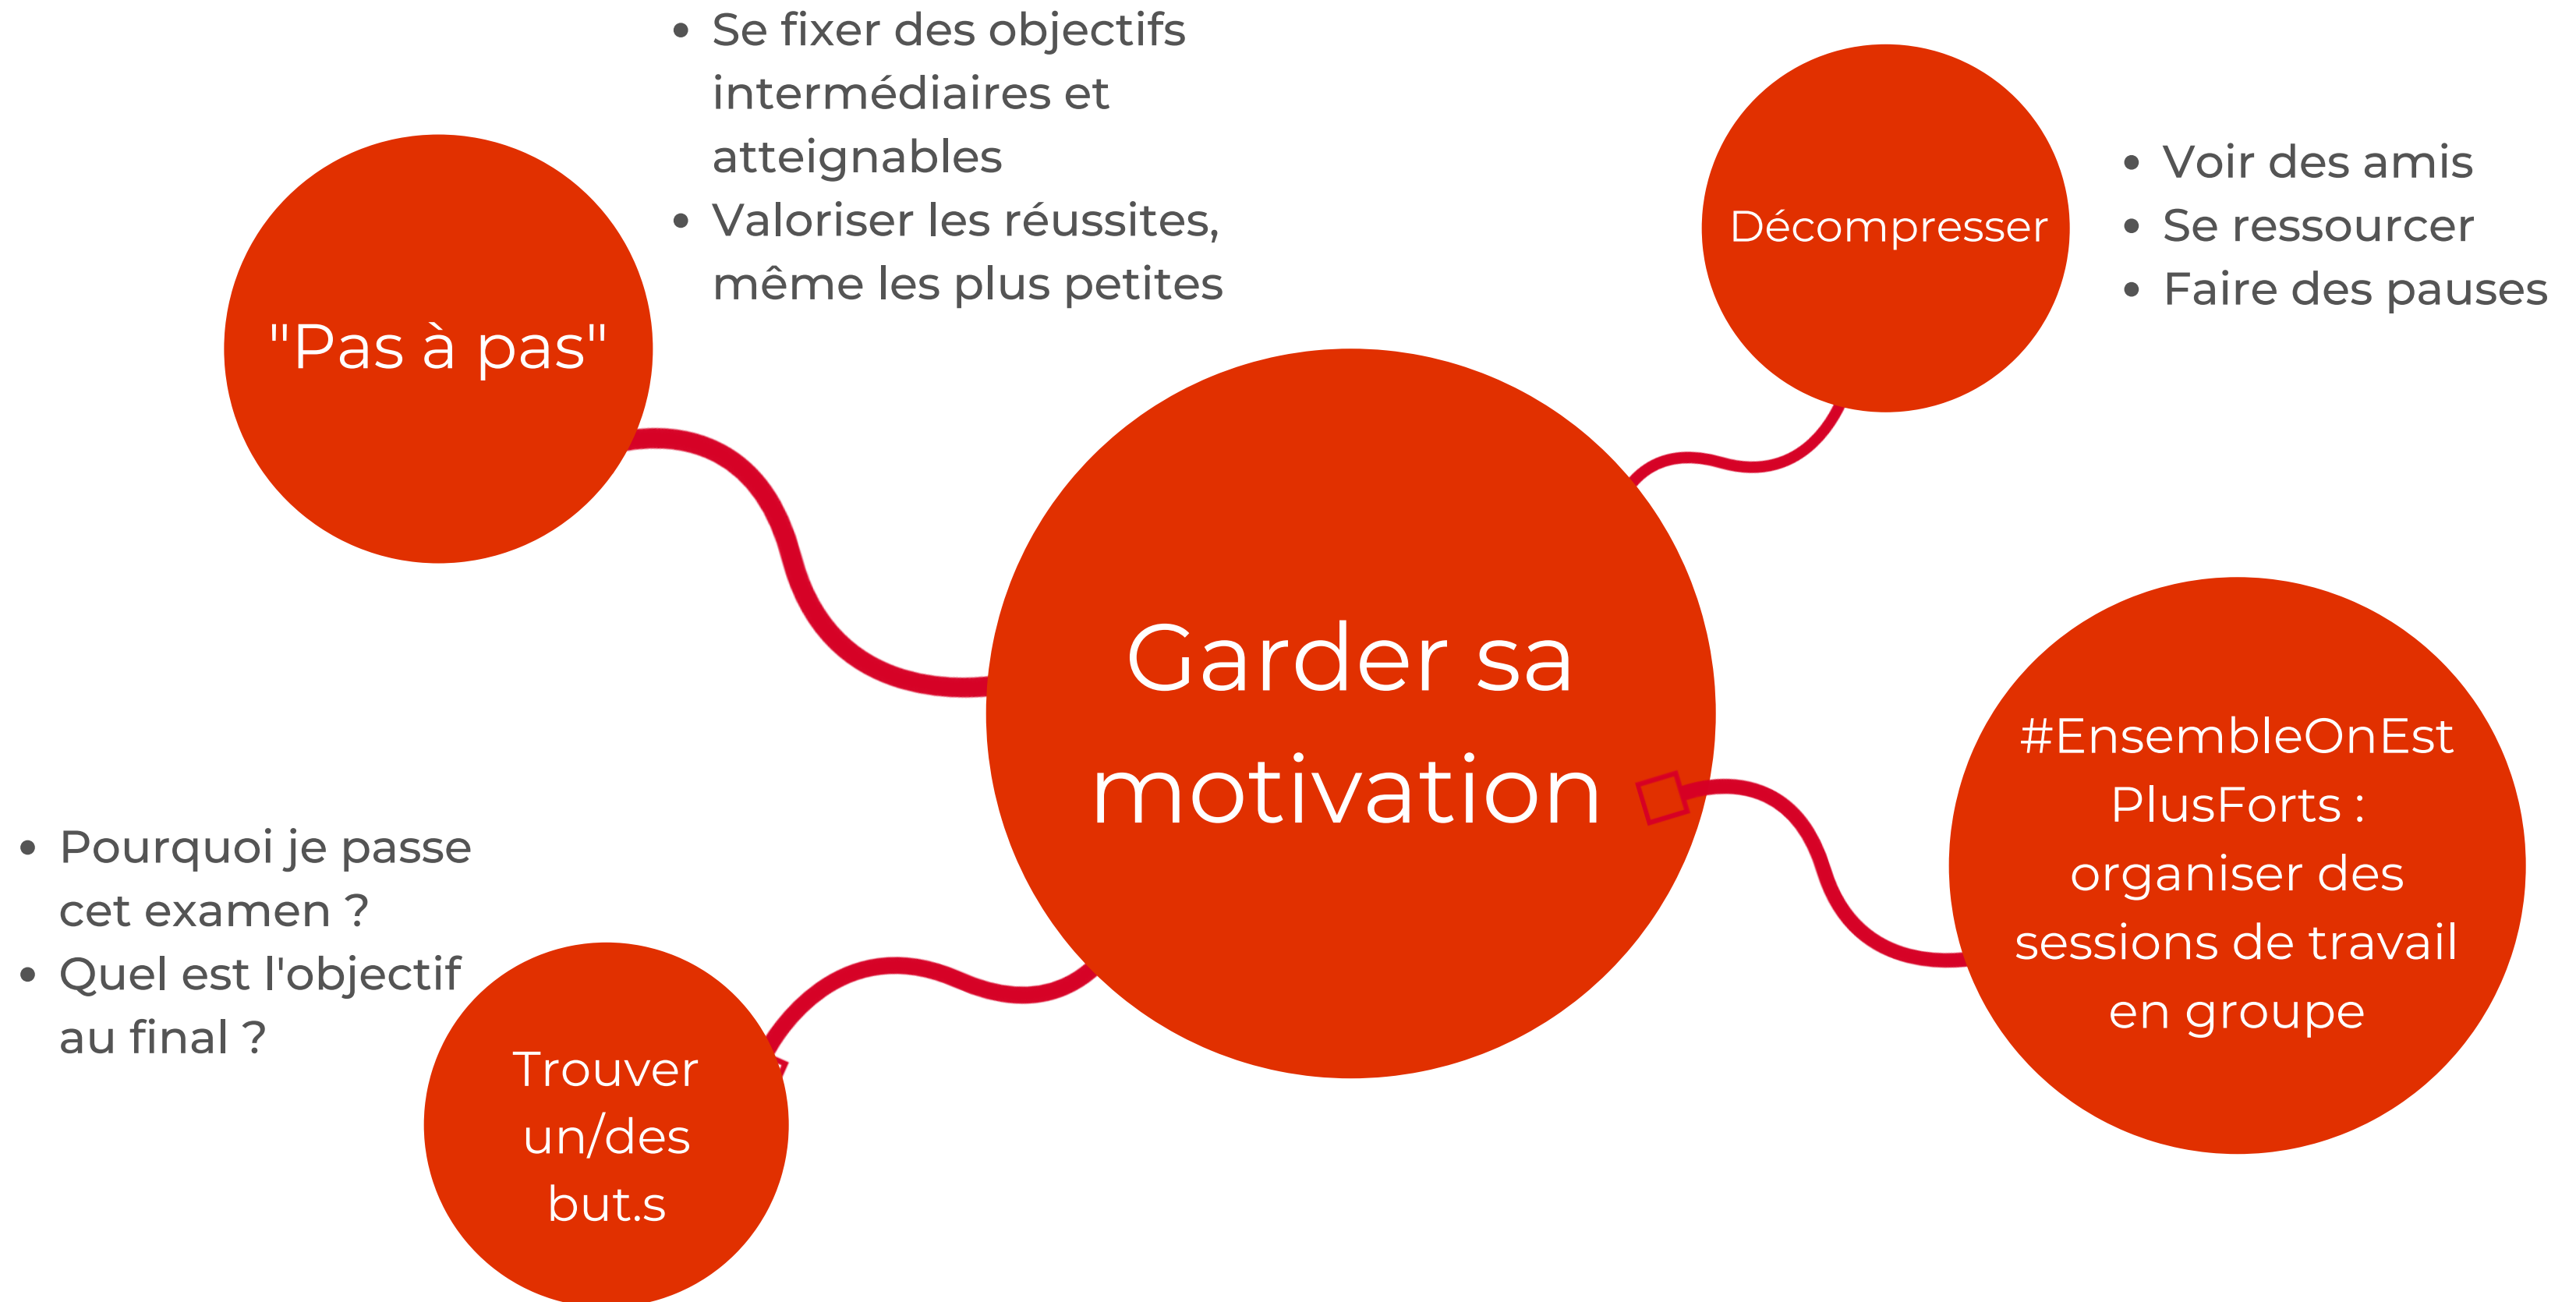 • Se fixer des objectifs
intermédiaires et
atteignables
• Valoriser les réussites,
même les plus petites
"Pas à pas"
Décompresser
• Voir des amis
• Se ressourcer
• Faire des pauses
Garder sa
motivation
#EnsembleOnEst
PlusForts :
organiser des
sessions de travail
en groupe
• Pourquoi je passe
cet examen ?
• Quel est l'objectif
au final ?
Trouver
un/des
but.s